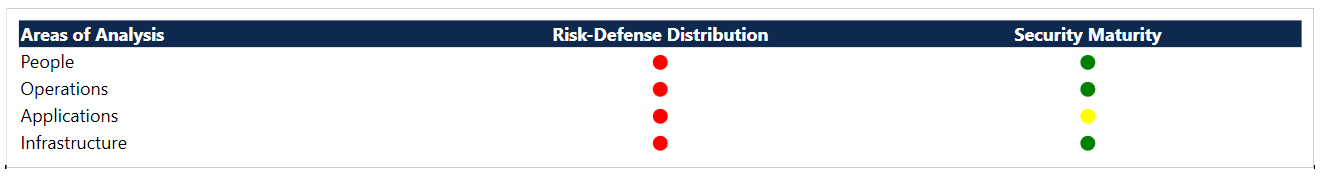 Areas of Analysis Risk-Defense Distribution Security Maturity
People
Operations
Applications
Infrastructure